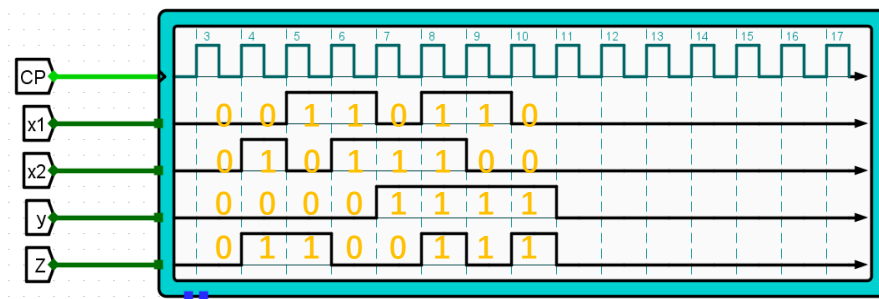 3 4 5 6 7 8 9 10 11 12 13 14 15 16 17
CP
x1 0 0 1 1 0 1 1 0
x2 0 1 0 1 1 1 0 0
y 0 0 0 0 1 1 1 1
Z 0 1 1 0 0 1 1 1